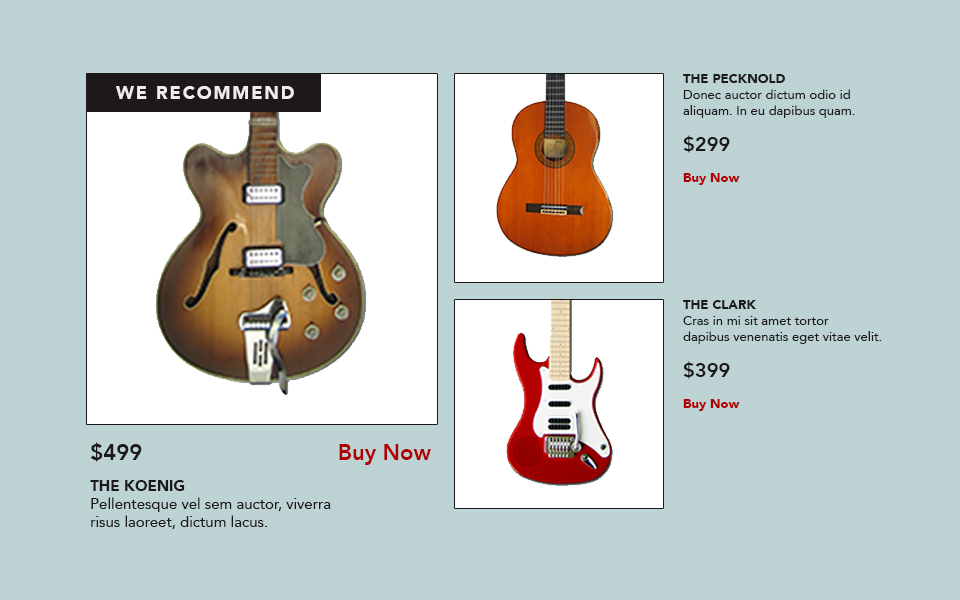 WE RECOMMEND
$499
Buy Now
THE KOENIG
Pellentesque vel sem auctor, viverra
risus laoreet, dictum lacus.
THE PECKNOLD
Donec auctor dictum odio id
aliquam. In eu dapibus quam.
$299
Buy Now
THE CLARK
Cras in mi sit amet tortor
dapibus venenatis eget vitae velit.
$399
Buy Now